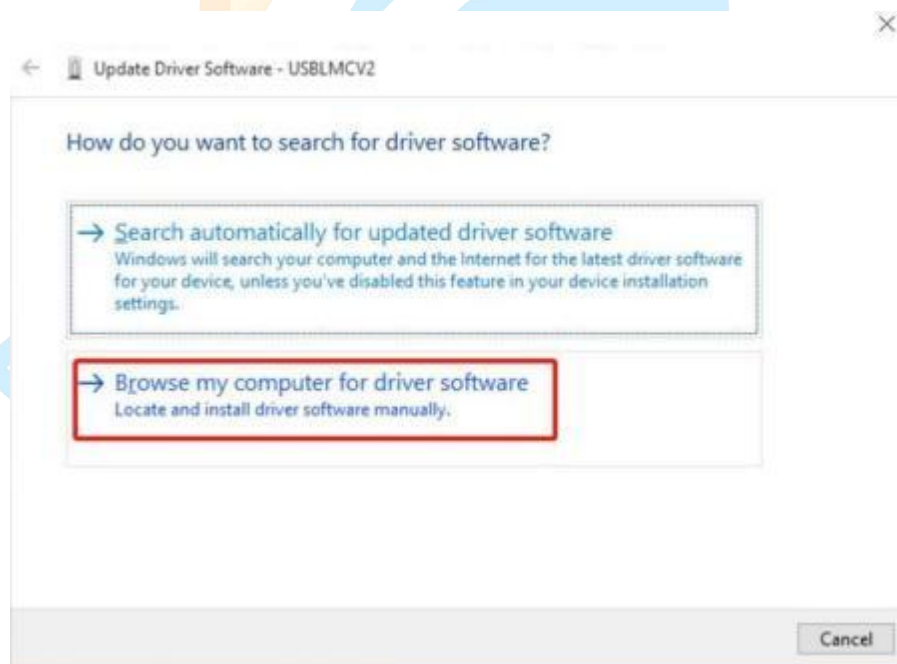 Update Driver Software - USBLMCV2
How do you want to search for driver software?
Search automatically for updated driver software
Windows will search your computer and the Internet for the latest driver software
for your device, unless you've disabled this feature in your device installation
settings.
Browse my computer for driver software
Locate and install driver software manually.
Cancel